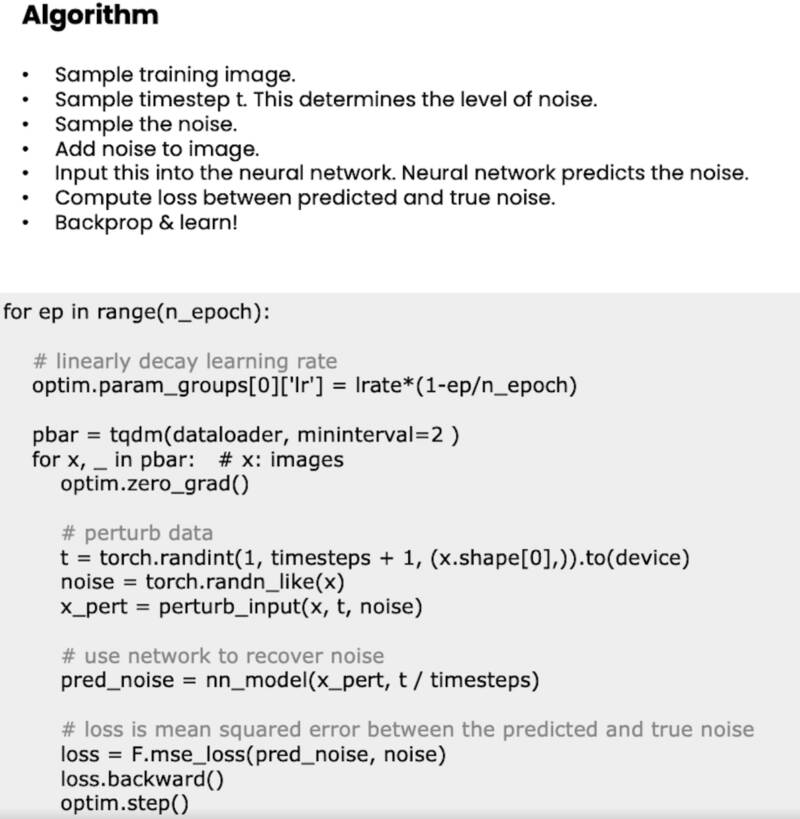 Algorithm
• Sample training image.
• Sample timestep t. This determines the level of noise.
• Sample the noise.
• Add noise to image.
• Input this into the neural network. Neural network predicts the noise.
• Compute loss between predicted and true noise.
• Backprop & learn!
for ep in range(n_epoch):
# linearly decay learning rate
optim.param_groups[0]['lr'] = lrate*(1-ep/n_epoch)
pbar = tqdm(dataloader, mininterval=2 )
for x, _ in pbar: # x: images
optim.zero_grad()
# perturb data
t = torch.randint(1, timesteps + 1, (x.shape[0],)).to(device)
noise = torch.randn_like(x)
x_pert = perturb_input(x, t, noise)
# use network to recover noise
pred_noise = nn_model(x_pert, t / timesteps)
# loss is mean squared error between the predicted and true noise
loss = F.mse_loss(pred_noise, noise)
loss.backward()
optim.step()